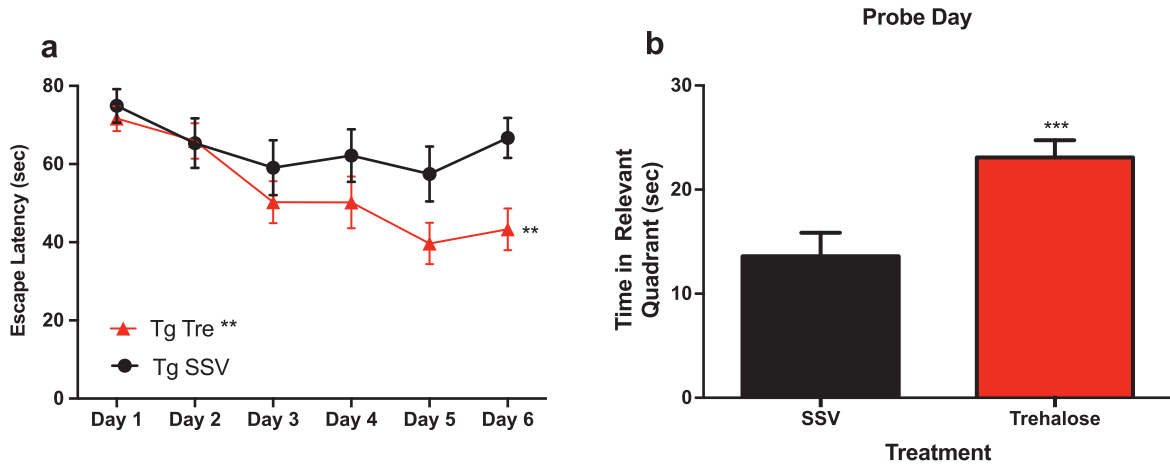 a
Escape Latency (sec)
80
60
40
20
0
**
Tg Tre **
Tg SSV
Day 1 Day 2 Day 3 Day 4 Day 5 Day 6
Probe Day
b
Time in Relevant
Quadrant (sec)
30
20
10
0
***
SSV Trehalose
Treatment